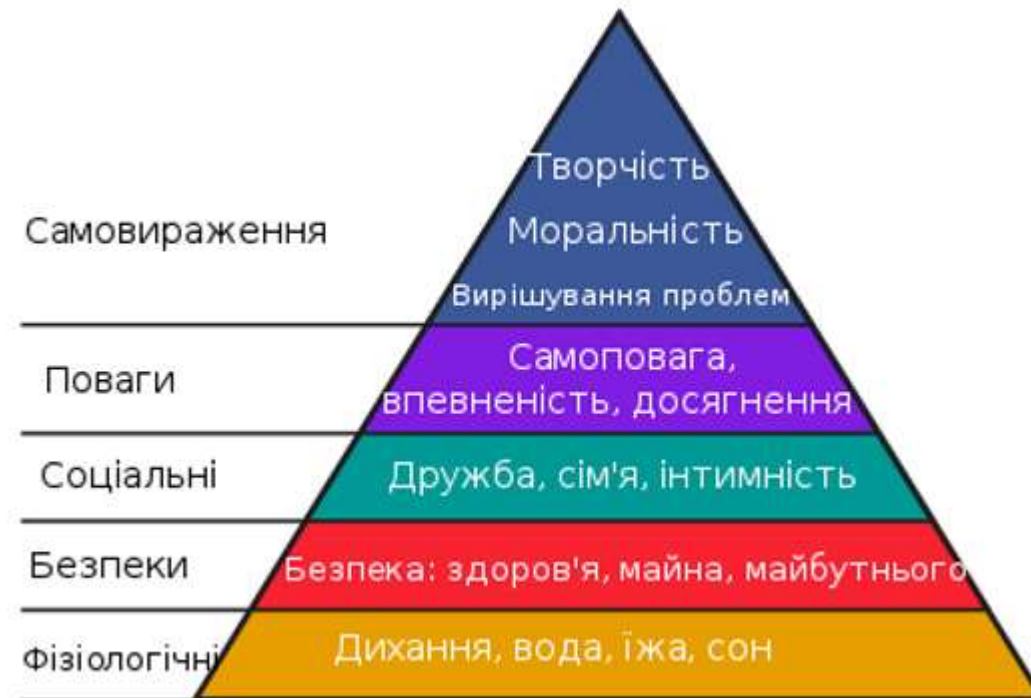 Творчість
Самовираження
Моральність
Вирішування проблем
Поваги
Самоповага,
впевненість, досягнення
Соціальні
Дружба, сім'я, інтимність
Безпеки
Безпека: здоров'я, майна, майбутнього
Фізіологічні
Дихання, вода, їжа, сон